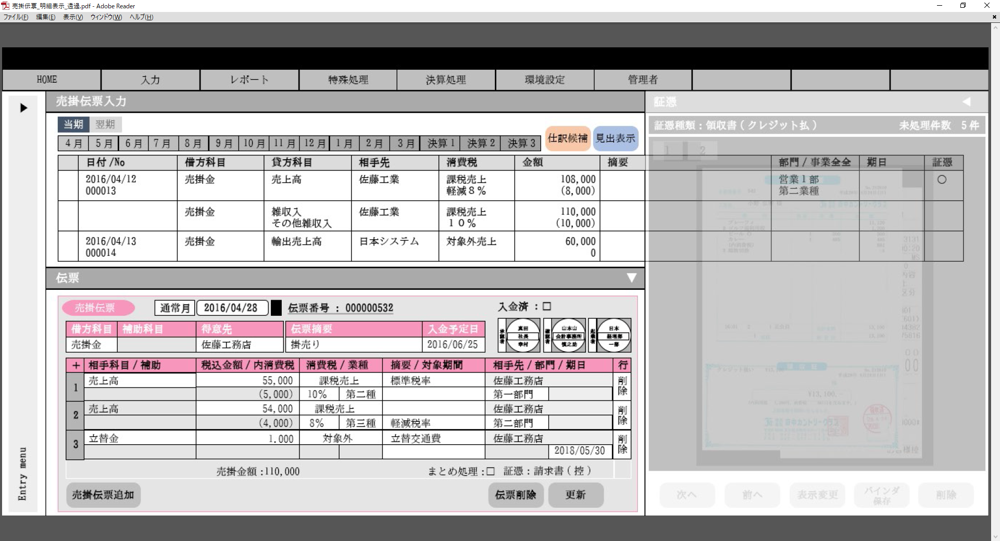 売掛伝票_明細表示_透過.pdf - Adobe Reader
ファイル(F) 編集(E) 表示(V) ウィンドウ(W) ヘルプ(H)
HOME 入力 レポート 特殊処理 決算処理 環境設定 管理者
売掛伝票入力
証憑
当期 翌期
証憑種類：領収書(クレジット払) 未処理件数 5件
4月 5月 6月 7月 8月 9月 10月 11月 12月 1月 2月 3月 決算1 決算2 決算3
仕訳候補 見出表示
1 2
日付/No 借方科目 貸方科目 相手先 消費税 金額 摘要 部門/事業全全 期日 証憑
2016/04/12 売掛金 売上高 佐藤工業 課税売上 108,000 営業1部 ○
000013 軽減8% (8,000) 第二業種
売掛金 雑収入 佐藤工業 課税売上 110,000
その他雑収入 10% (10,000)
2016/04/13 売掛金 輸出売上高 日本システム 対象外売上 60,000
000014 0
伝票
売掛伝票 通常月 2016/04/28 伝票番号 : 000000532 入金済 : □
承認者 真田 社長 幸村
確認者 山本山 会計事務所 慎之助
起票者 日本 経理部 一部
借方科目 補助科目 得意先 伝票摘要 入金予定日
売掛金 佐藤工務店 掛売り 2016/06/25
+ 相手科目/補助 税込金額/内消費税 消費税/業種 摘要/対象期間 相手先/部門/期日 行
1 売上高 55,000 課税売上 標準税率 佐藤工務店 削除
(5,000) 10% 第二種 第一部門
2 売上高 54,000 課税売上 佐藤工務店 削除
(4,000) 8% 第三種 軽減税率 第二部門
3 立替金 1.000 対象外 立替交通費 佐藤工務店 削除
2018/05/30
売掛金額:110,000 まとめ処理:□ 証憑:請求書(控)
売掛伝票追加 伝票削除 更新
次へ 前へ 表示変更 バインダ保存 削除
Entry menu
¥13,100.-